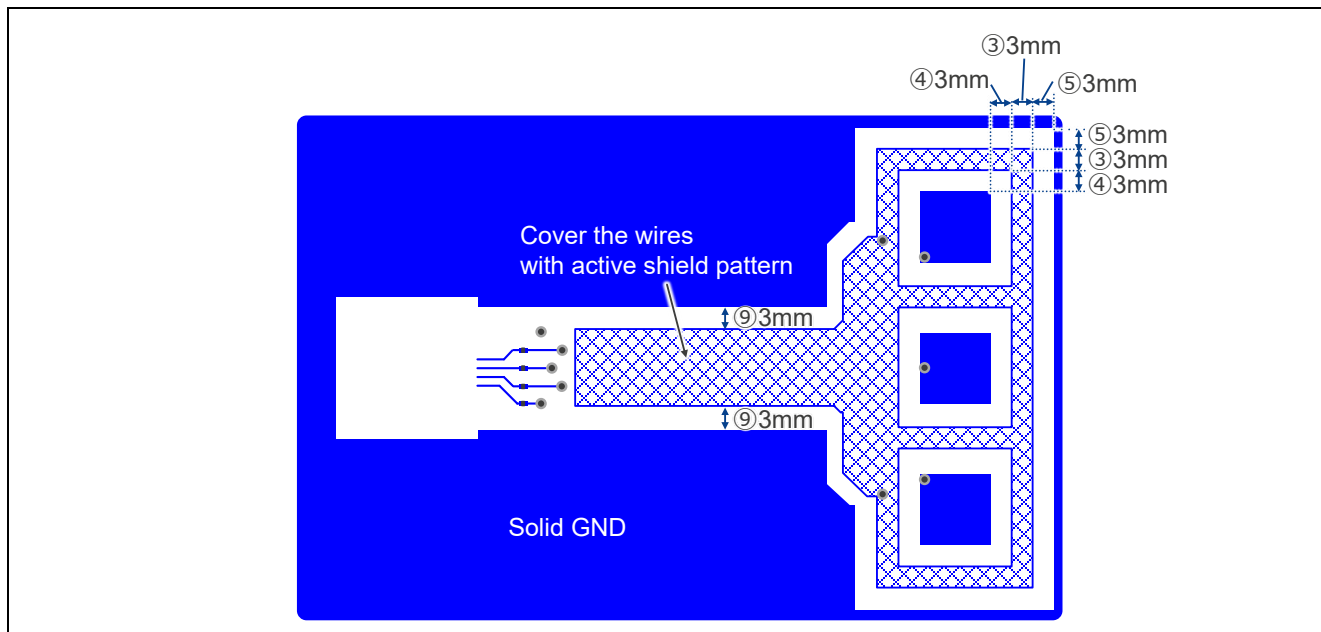 ③3mm
④3mm
⑤3mm
⑤3mm
③3mm
④3mm
Cover the wires
with active shield pattern
⑨3mm
⑨3mm
Solid GND